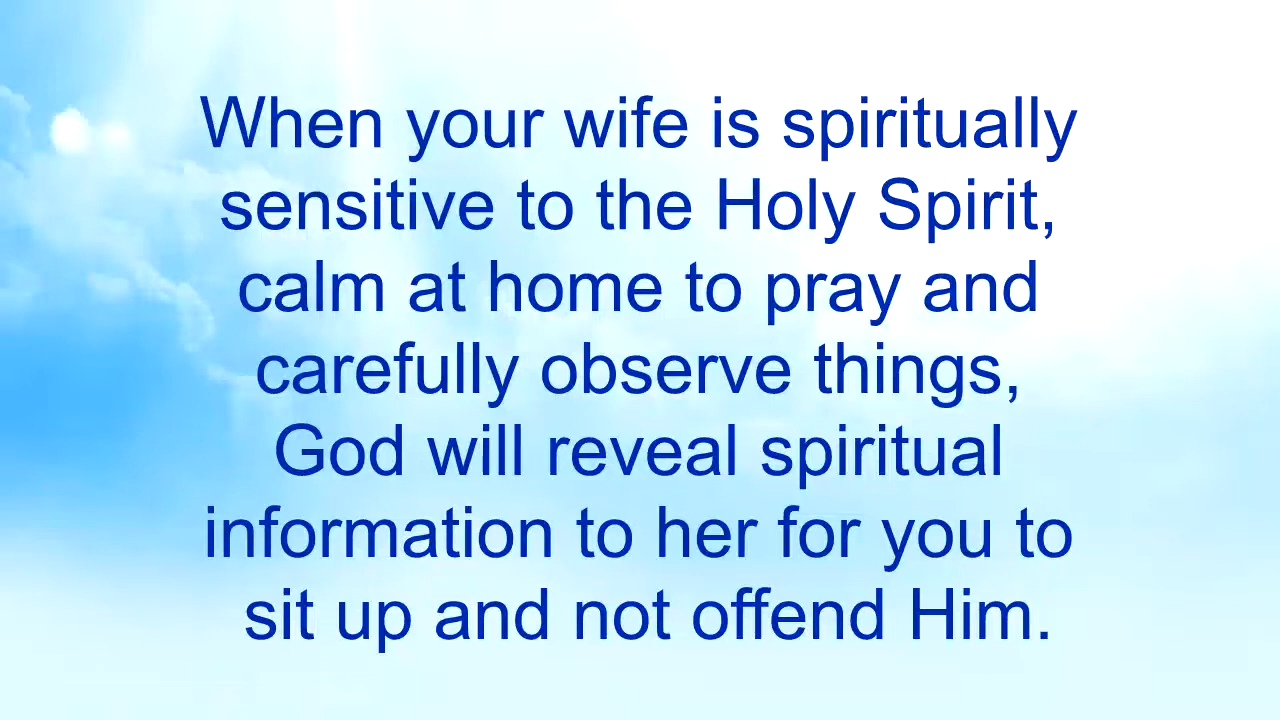 When your wife is spiritually
sensitive to the Holy Spirit,
calm at home to pray and
carefully observe things,
God will reveal spiritual
information to her for you to
sit up and not offend Him.